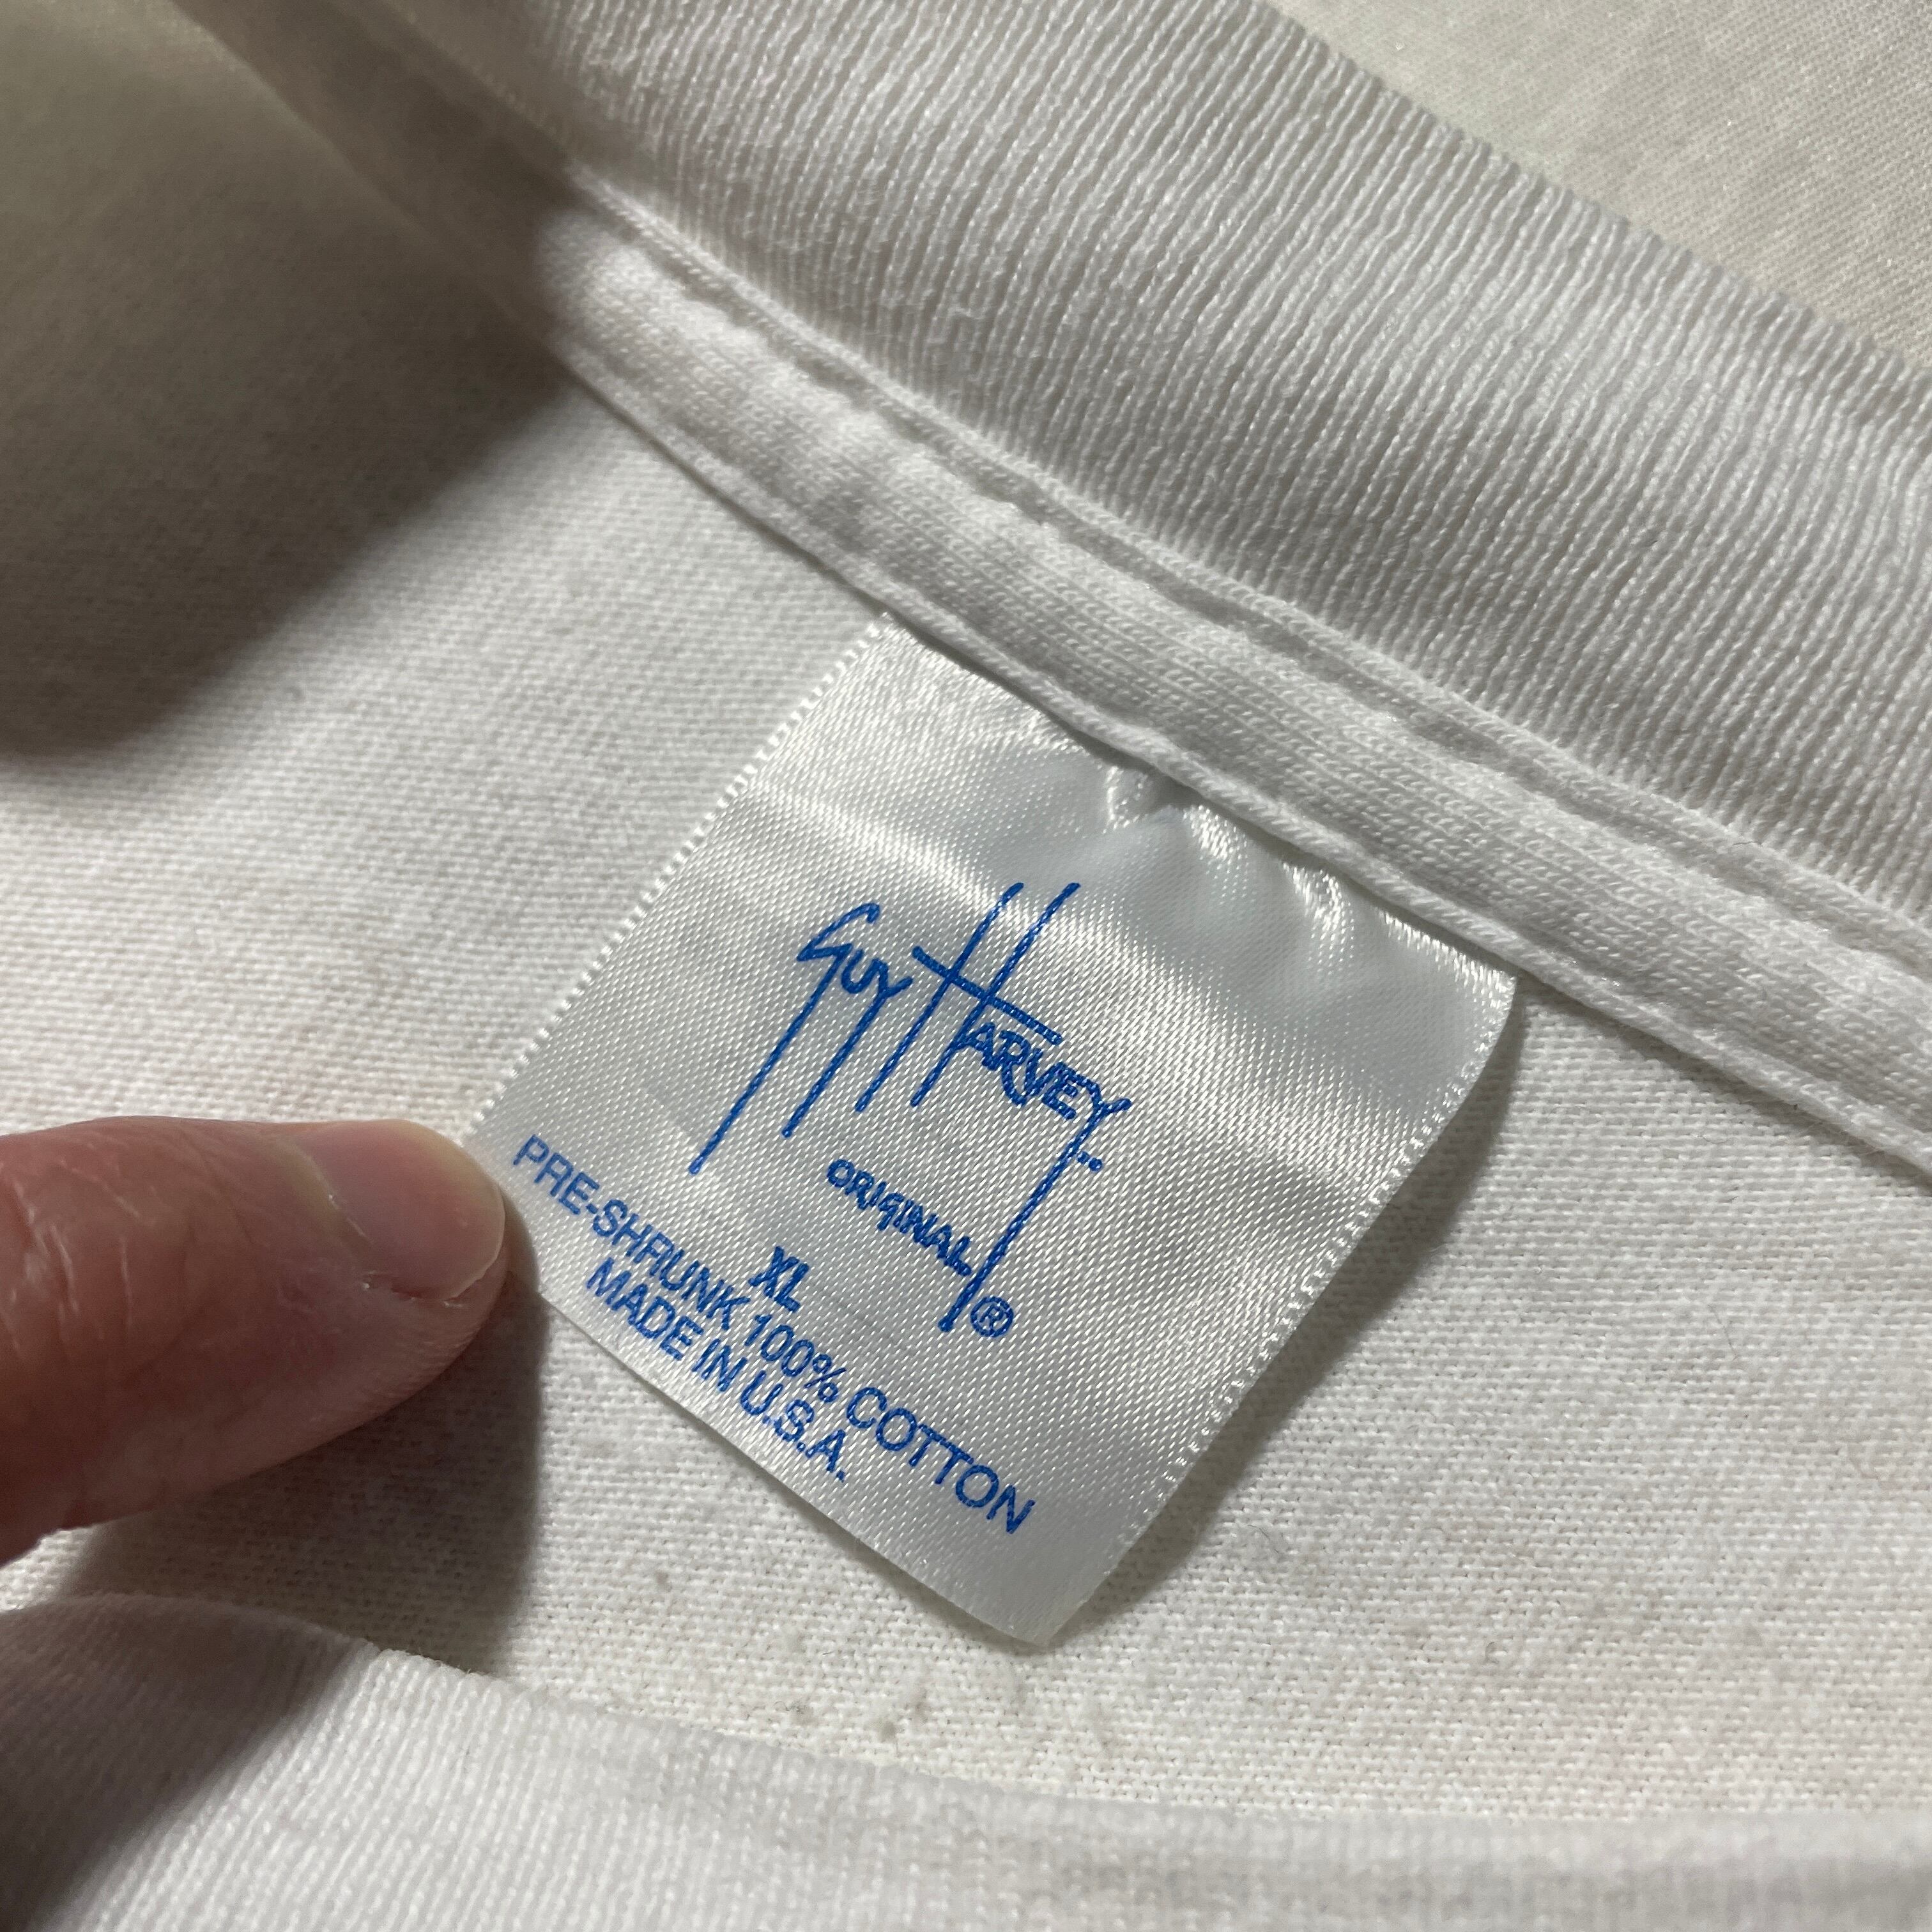 GUY HARVEY
ORIGINAL ®
XL
PRE-SHRUNK 100% COTTON
MADE IN U.S.A.